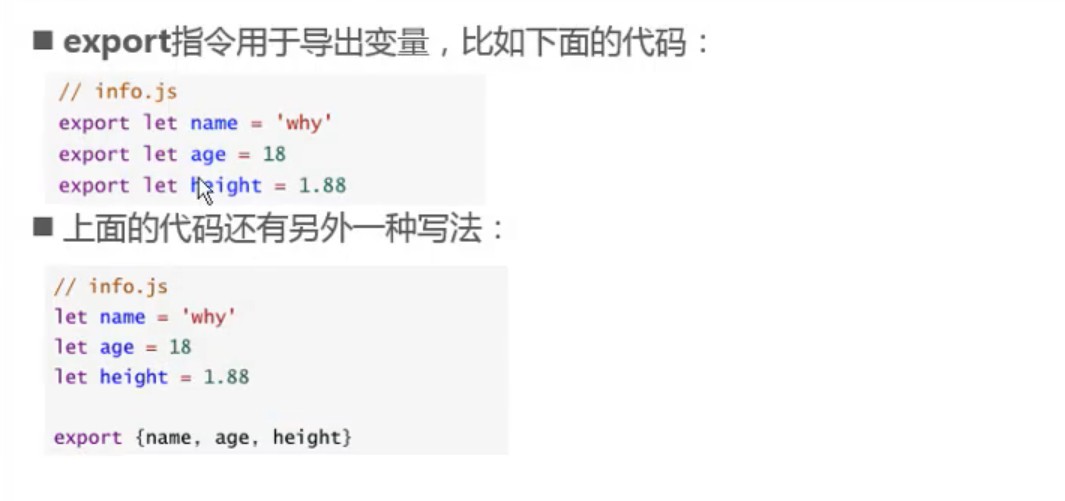 ■ export指令用于导出变量，比如下面的代码：
// info.js
export let name = 'why'
export let age = 18
export let height = 1.88
■ 上面的代码还有另外一种写法：
// info.js
let name = 'why'
let age = 18
let height = 1.88
export {name, age, height}